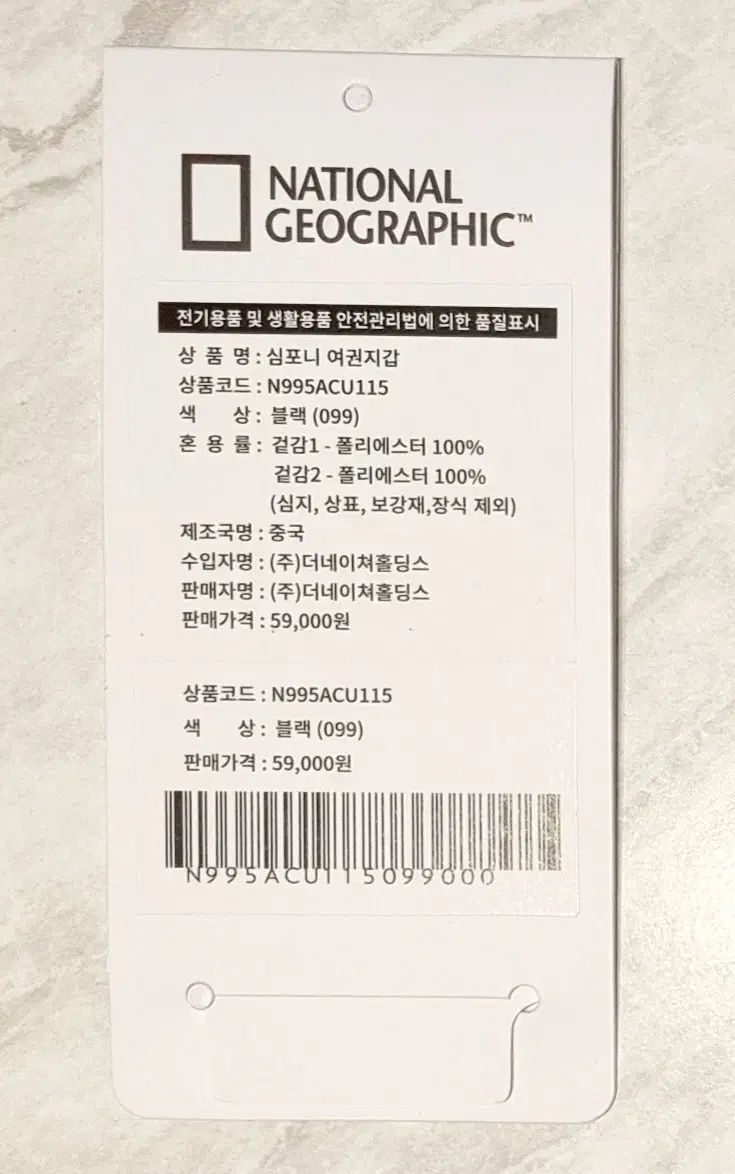 NATIONAL
GEOGRAPHIC™
전기용품 및 생활용품 안전관리법에 의한 품질표시
상 품 명 : 심포니 여권지갑
상품코드 : N995ACU115
색 상 : 블랙 (099)
혼 용 률 : 겉감1 - 폴리에스터 100%
겉감2 - 폴리에스터 100%
(심지, 상표, 보강재,장식 제외)
제조국명 : 중국
수입자명 : (주)더네이쳐홀딩스
판매자명 : (주)더네이쳐홀딩스
판매가격 : 59,000원
상품코드 : N995ACU115
색 상 : 블랙 (099)
판매가격 : 59,000원
N995ACU115099000